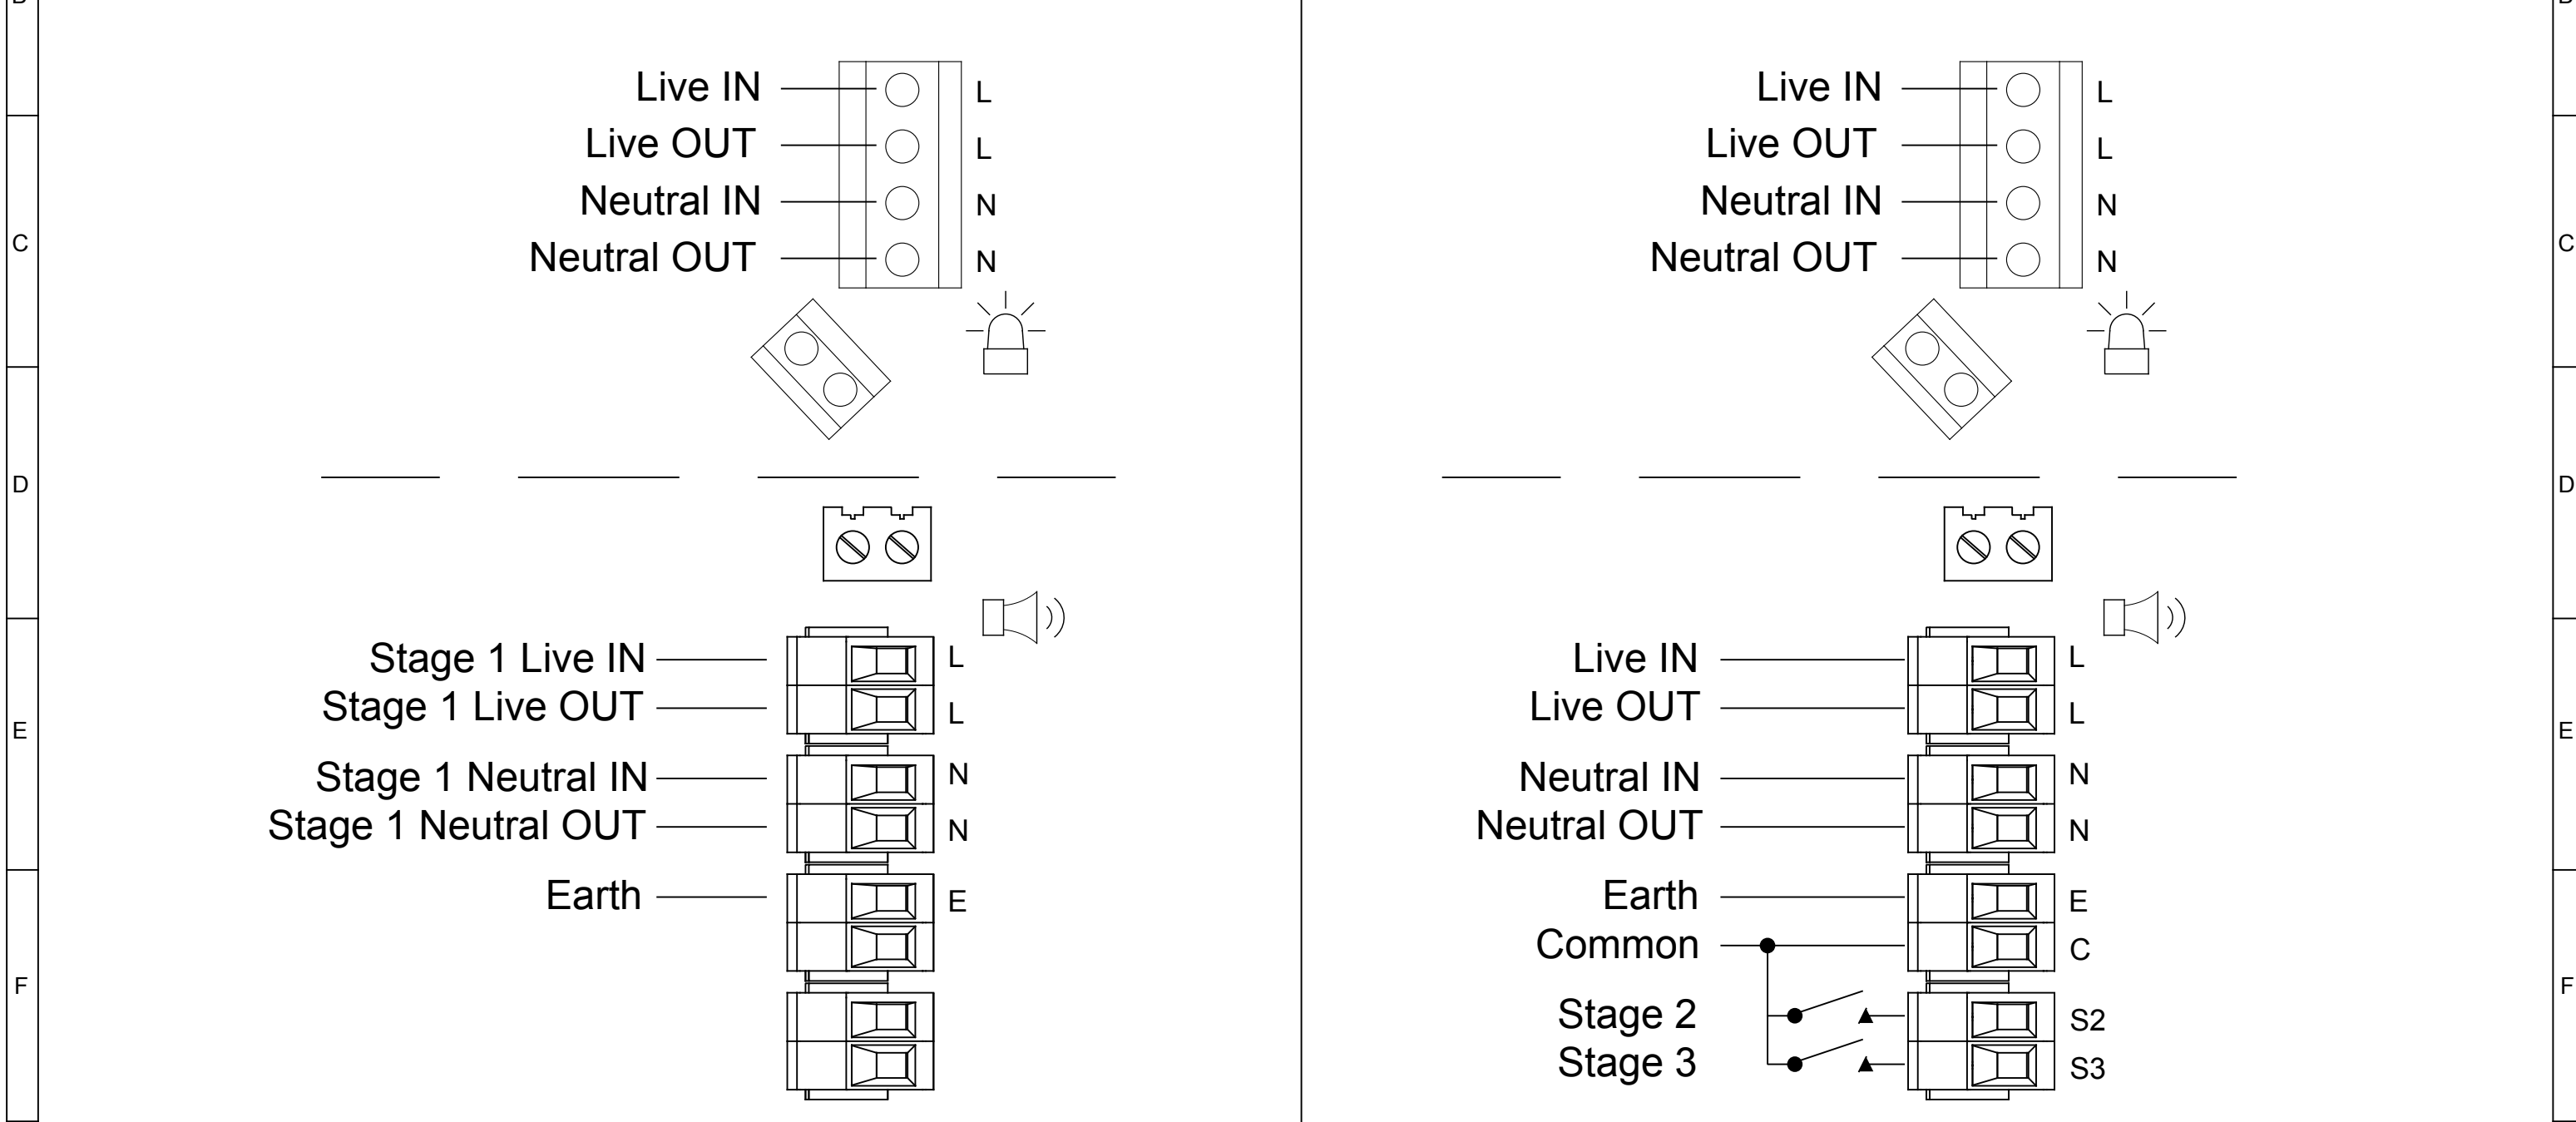 B
B
Live IN L
Live OUT L
Neutral IN N
Neutral OUT N
Live IN L
Live OUT L
Neutral IN N
Neutral OUT N
C
C
D
D
Stage 1 Live IN L
Stage 1 Live OUT L
Stage 1 Neutral IN N
Stage 1 Neutral OUT N
Earth E
Live IN L
Live OUT L
Neutral IN N
Neutral OUT N
Earth E
Common C
Stage 2 S2
Stage 3 S3
E
E
F
F